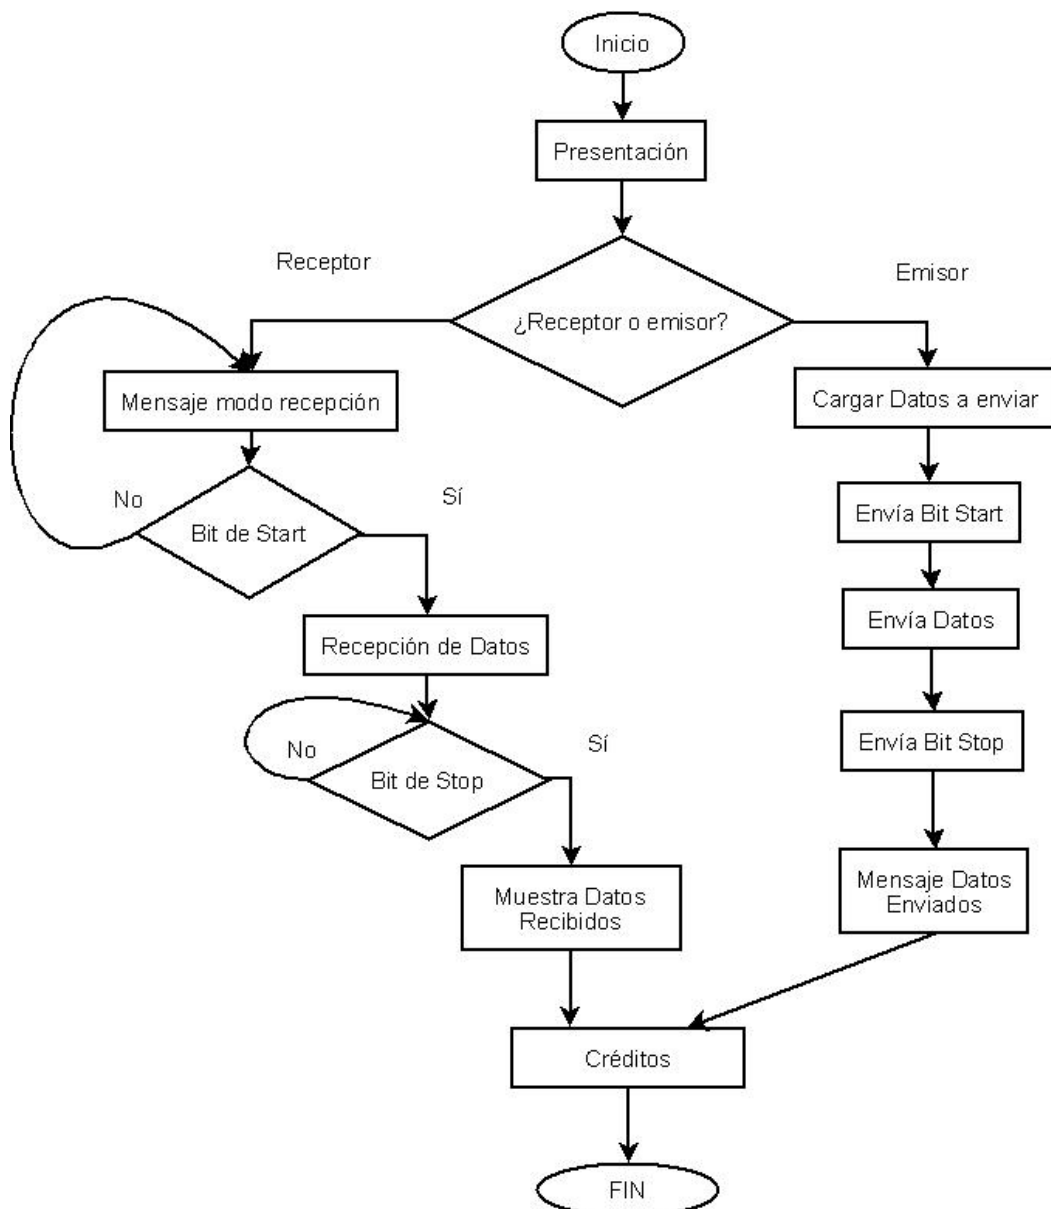 Inicio
Presentación
Receptor
Emisor
¿Receptor o emisor?
Mensaje modo recepción
Cargar Datos a enviar
No
Sí
Bit de Start
Envía Bit Start
Recepción de Datos
Envía Datos
No
Sí
Bit de Stop
Envía Bit Stop
Muestra Datos
Recibidos
Mensaje Datos
Enviados
Créditos
FIN